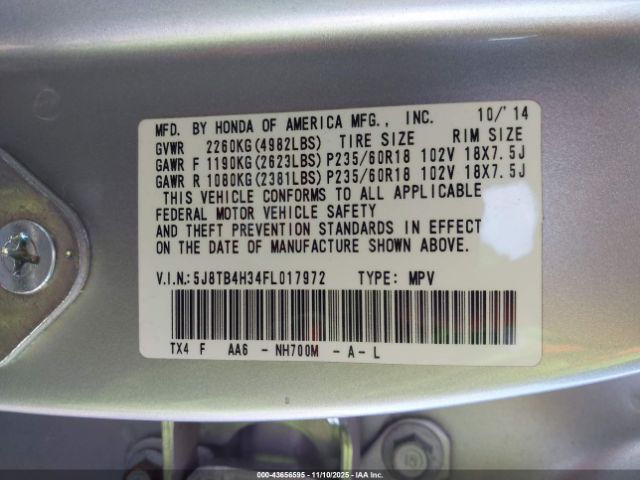 MFD. BY HONDA OF AMERICA MFG., INC. 10/'14
GVWR 2260KG(4982LBS) TIRE SIZE RIM SIZE
GAWR F 1190KG(2623LBS)P235/60R18 102V 18X7.5J
GAWR R 1080KG(2381LBS)P235/60R18 102V 18X7.5J
THIS VEHICLE CONFORMS TO ALL APPLICABLE
FEDERAL MOTOR VEHICLE SAFETY
AND THEFT PREVENTION STANDARDS IN EFFECT
ON THE DATE OF MANUFACTURE SHOWN ABOVE.
V.I.N.:5J8TB4H34FL017972 TYPE: MPV
TX4 F AA6 - NH700M - A - L
00-43656595 - 11/10/2025 - © IAA Inc.